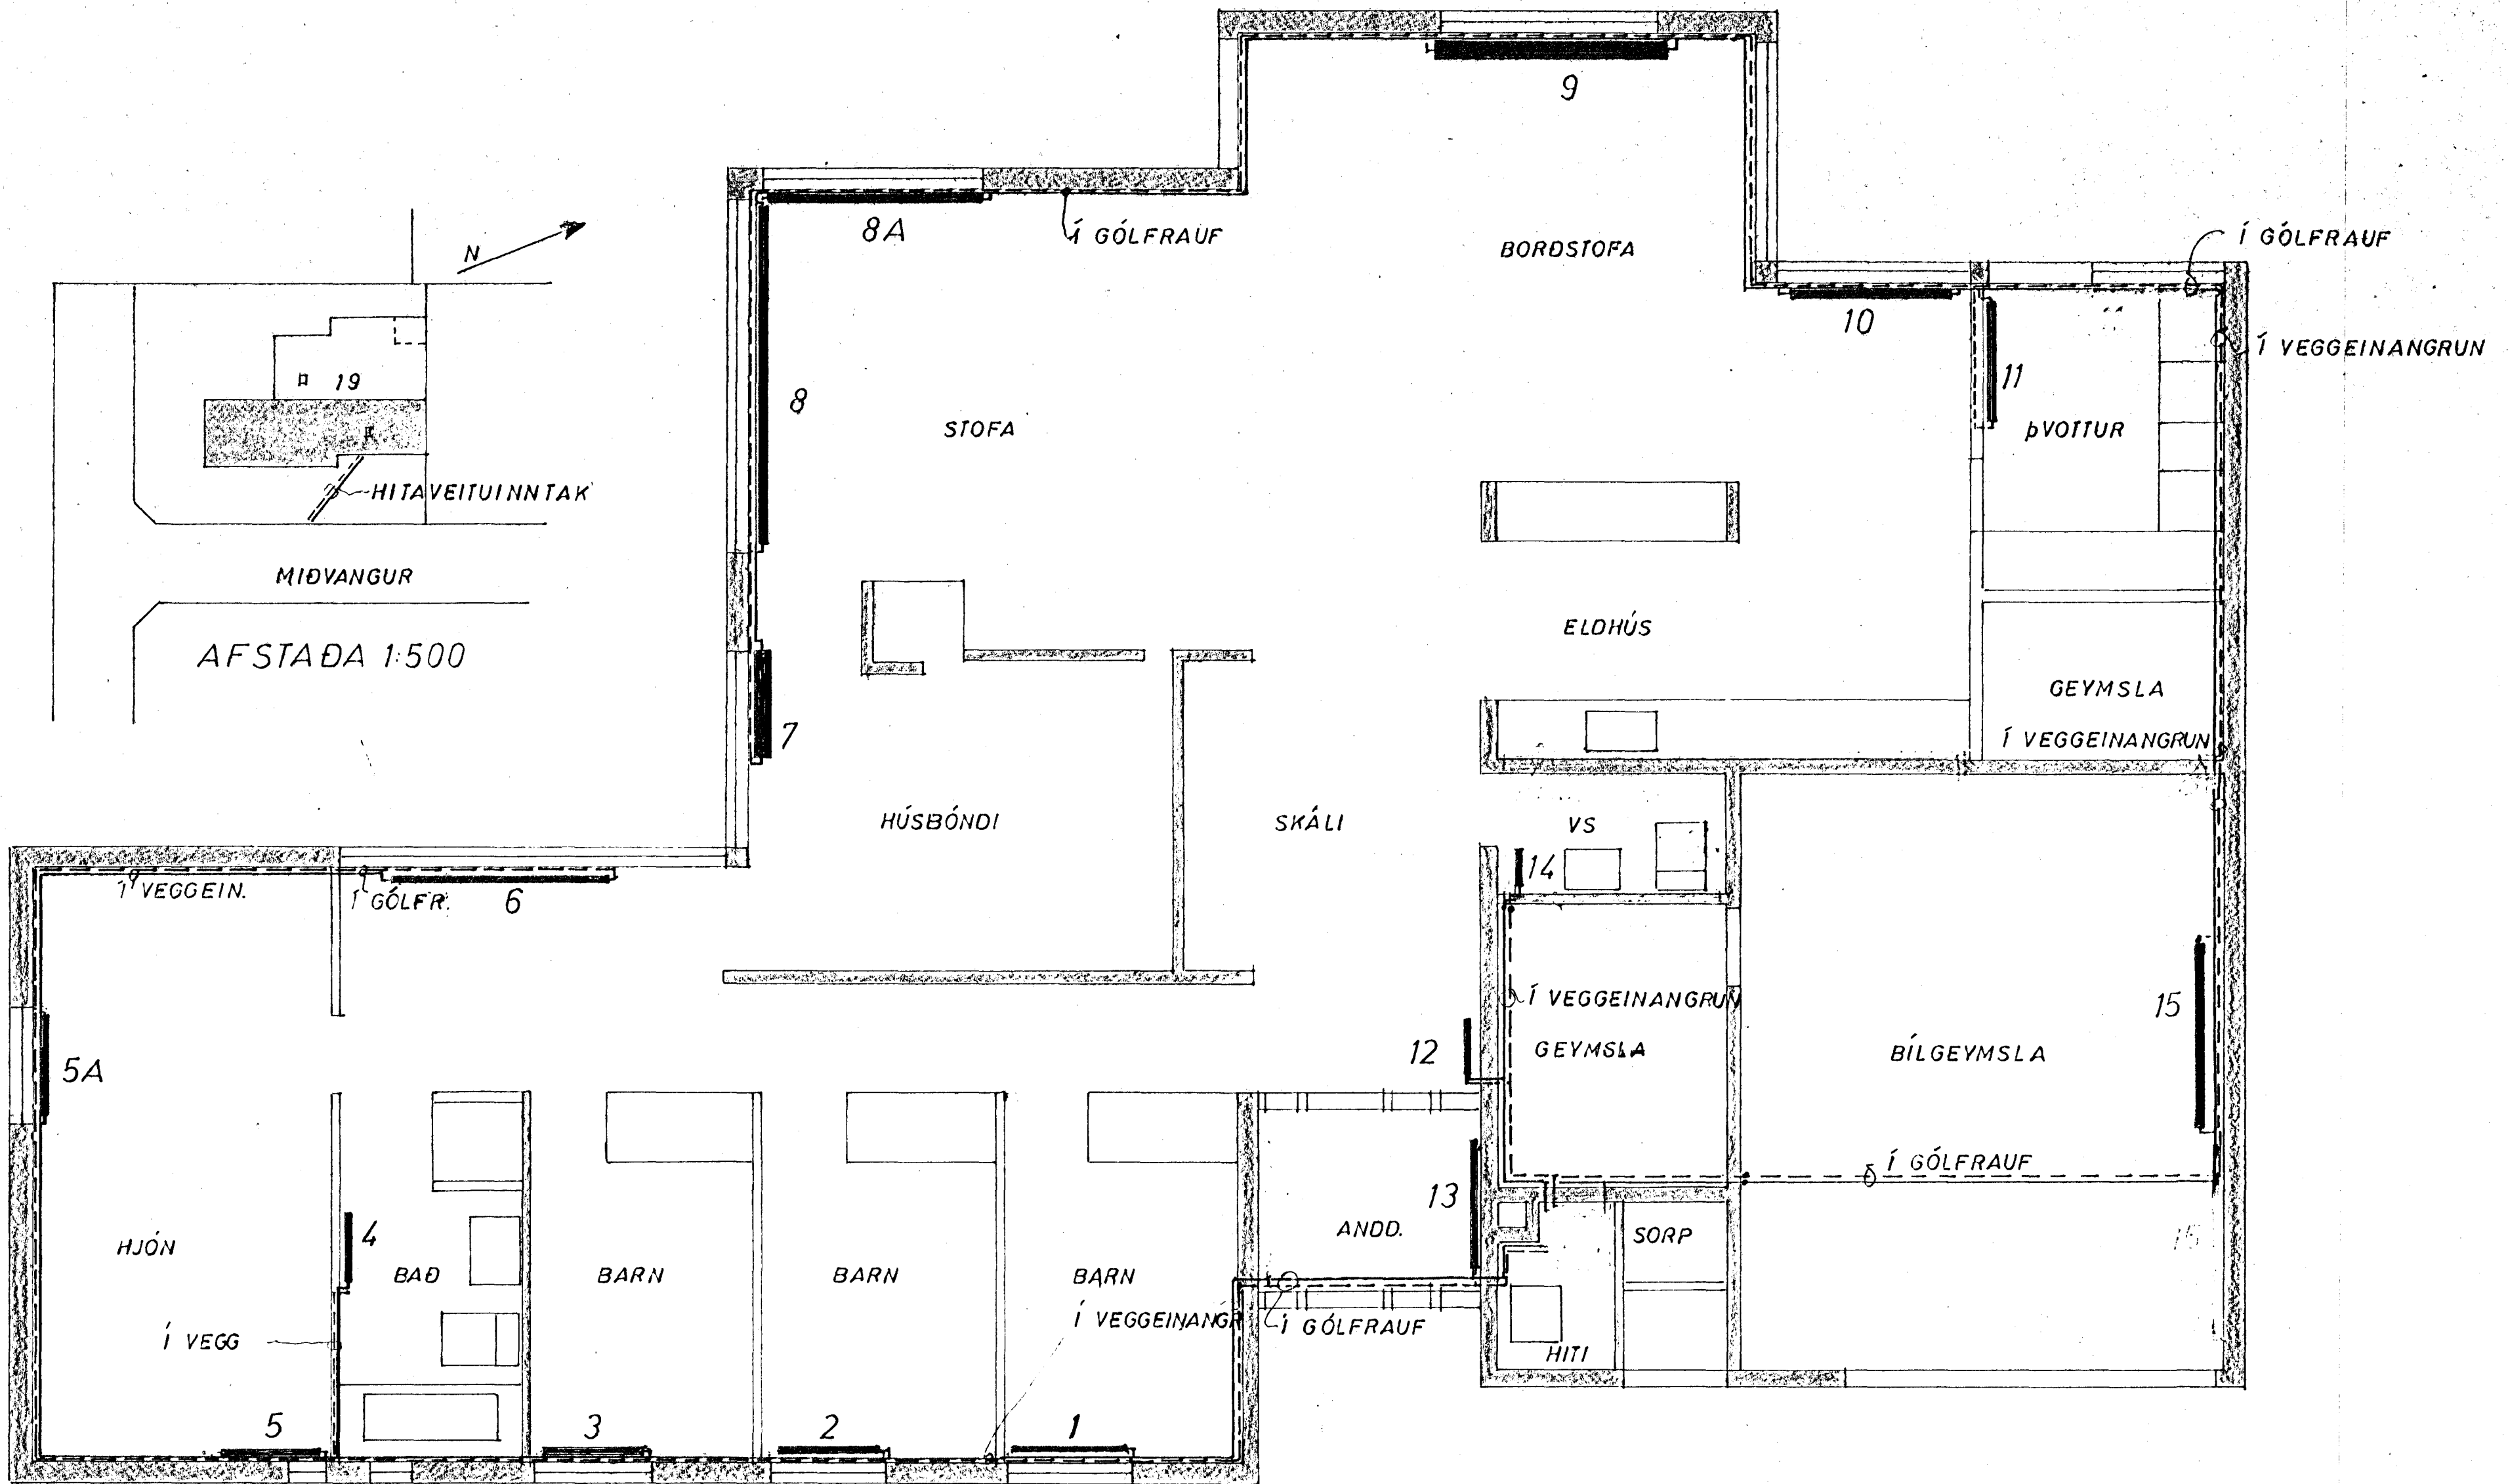 9
8A
Í GÓLFRAUF
BORÐSTOFA
Í GÓLFRAUF
N
10
Í VEGGEINANGRUN
11
19
8
STOFA
ÞVOTTUR
HITAVEITUINNTAK
MIÐVANGUR
AFSTAÐA 1:500
ELDHÚS
GEYMSLA
7
Í VEGGEINANGRUN
HÚSBÓNDI
SKÁLI
VS
14
Í VEGGEIN.
Í GÓLFR.
6
Í VEGGEINANGRUN
15
5A
12
GEYMSLA
BÍLGEYMSLA
Í GÓLFRAUF
13
4
HJÓN
BAÐ
BARN
BARN
BARN
ANDD.
SORP
15
Í VEGGEINANGR
Í GÓLFRAUF
Í VEGG
HITI
5
3
2
1